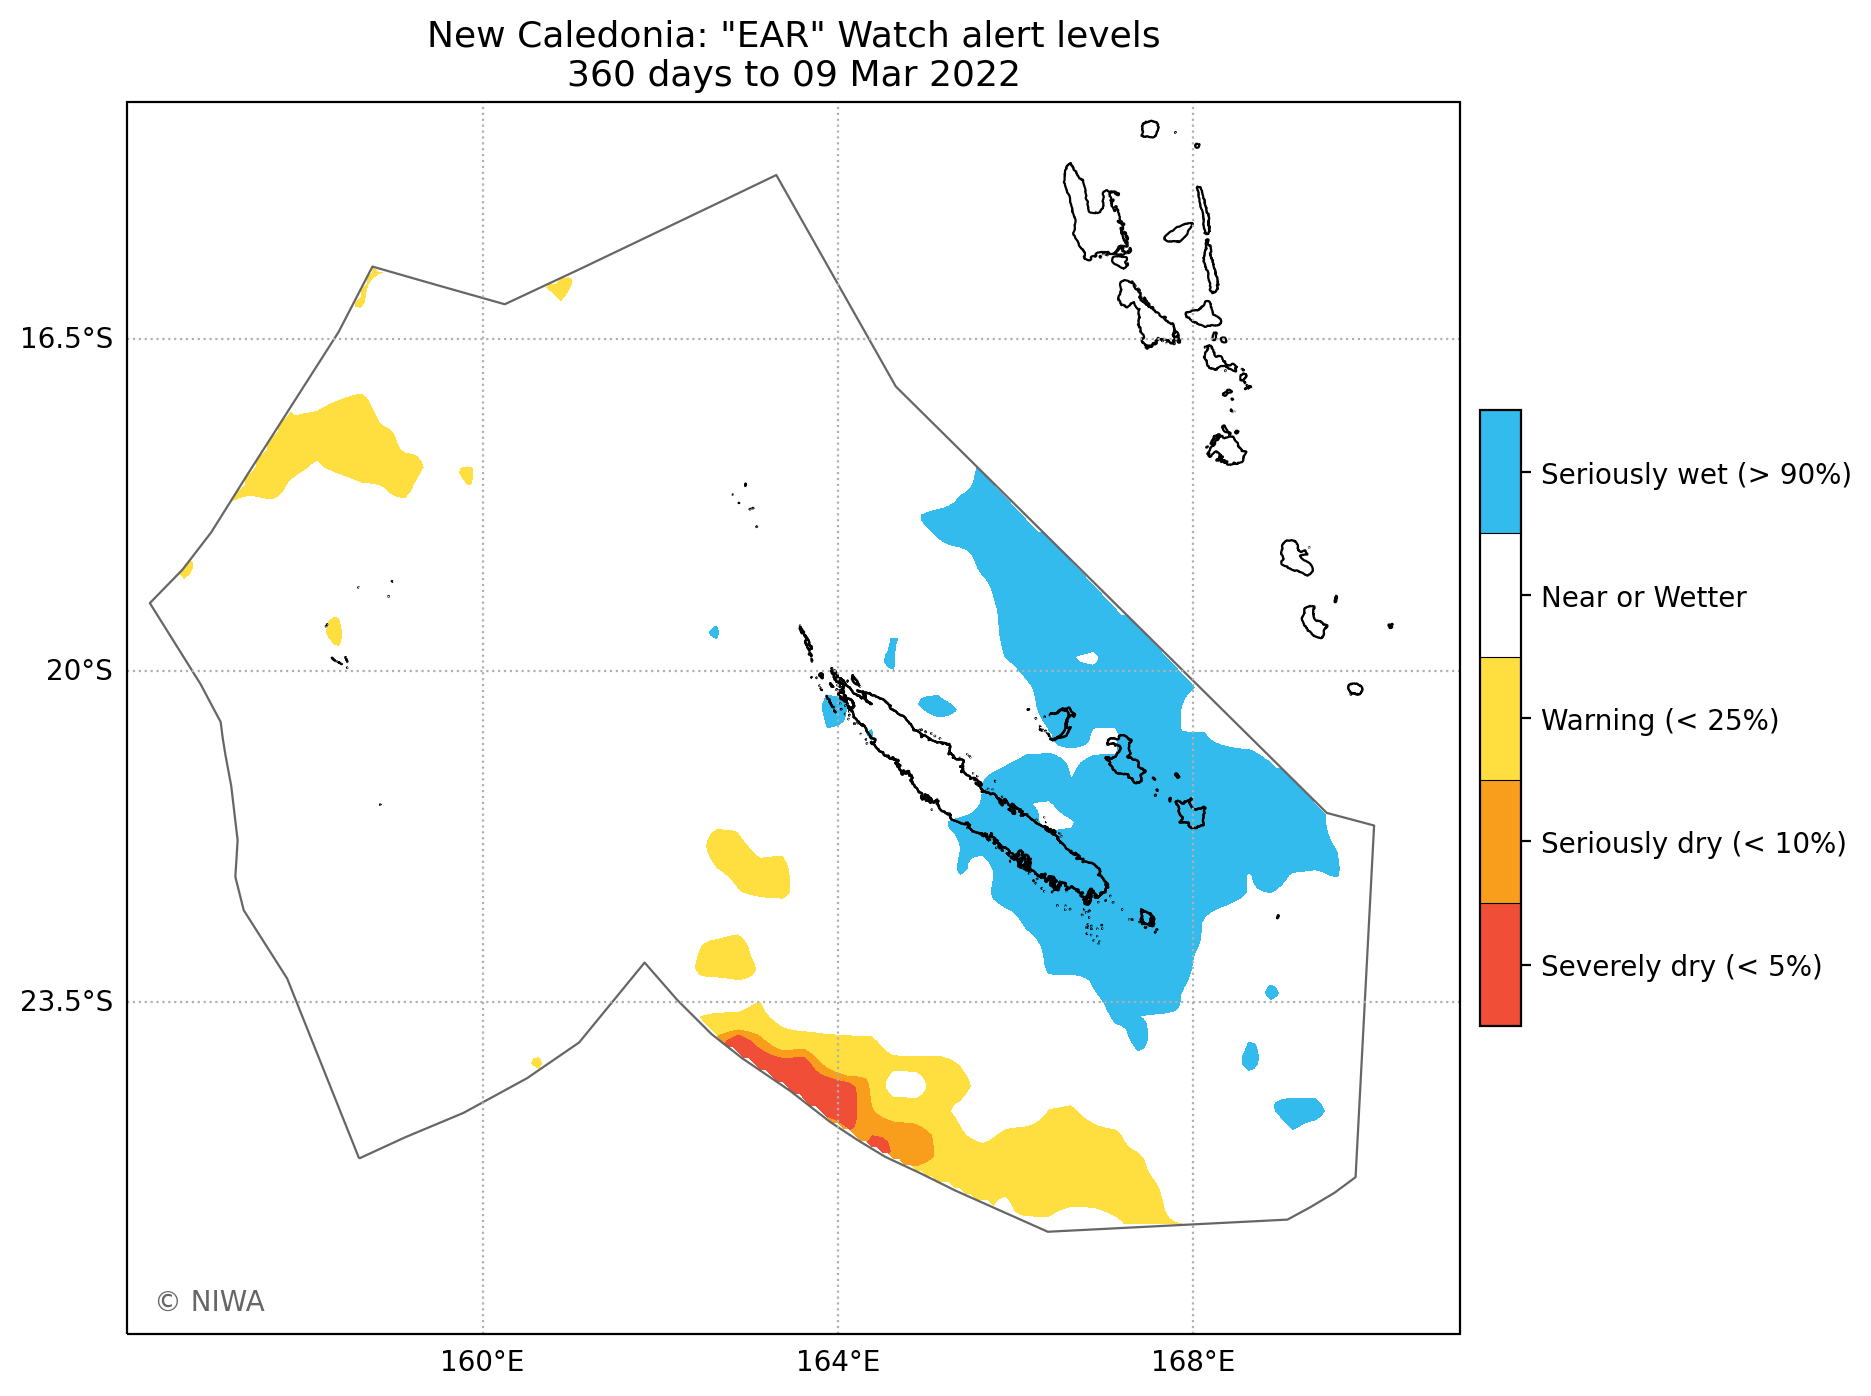 New Caledonia: "EAR" Watch alert levels
360 days to 09 Mar 2022
16.5°S
20°S
23.5°S
160°E
164°E
168°E
Seriously wet (> 90%)
Near or Wetter
Warning (< 25%)
Seriously dry (< 10%)
Severely dry (< 5%)
© NIWA